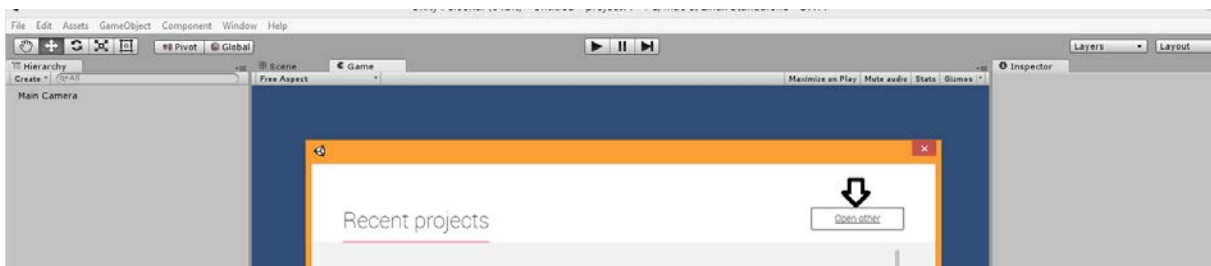 File Edit Assets GameObject Component Window Help
Pivot Global Layers Layout
Hierarchy Scene Game Inspector
Create All Free Aspect Maximize on Play Mute audio Stats Gizmos
Main Camera
Recent projects
Open other